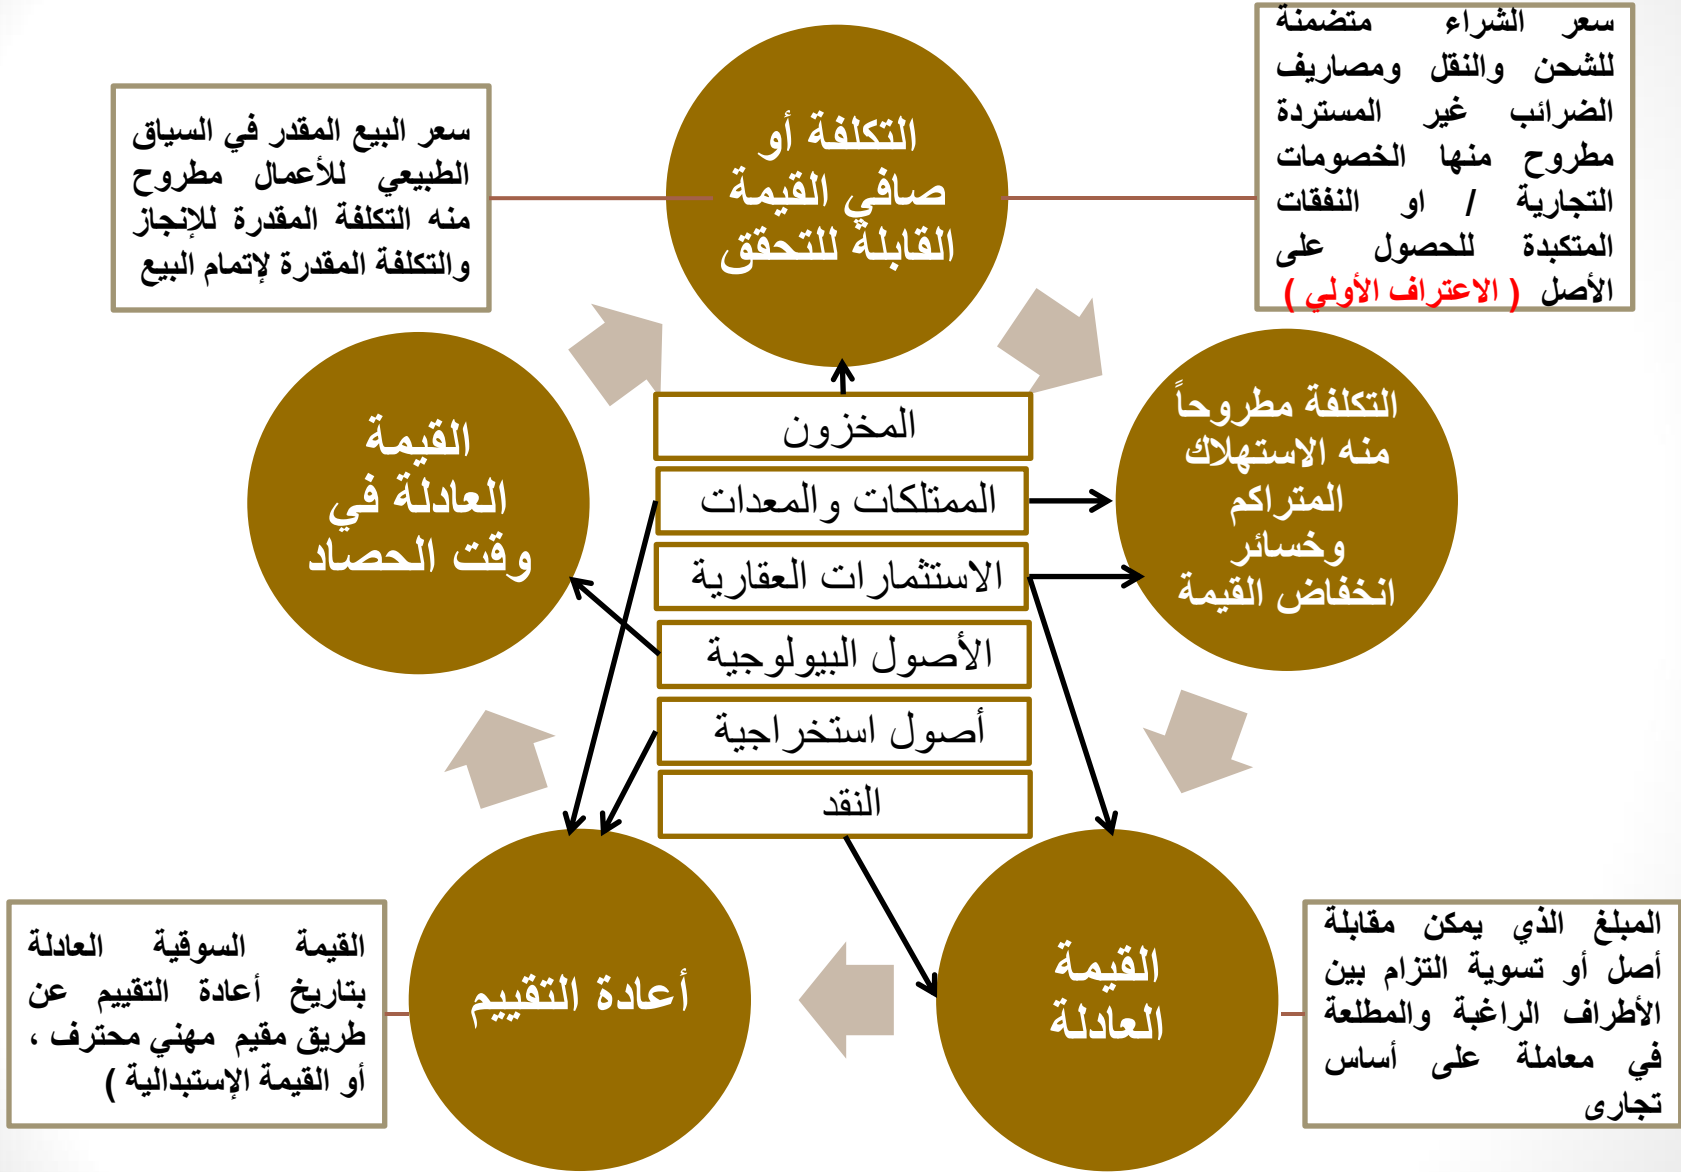 سعر الشراء متضمنة
للشحن والنقل ومصاريف
الضرائب غير المستردة
مطروح منها الخصومات
التجارية / او النفقات
المتكبدة للحصول على
الأصل ( الاعتراف الأولي )
التكلفة أو
صافي القيمة
القابلة للتحقق
سعر البيع المقدر في السياق
الطبيعي للأعمال مطروح
منه التكلفة المقدرة للإنجاز
والتكلفة المقدرة لإتمام البيع
التكلفة مطروحاً
منه الاستهلاك
المتراكم
وخسائر
انخفاض القيمة
المخزون
الممتلكات والمعدات
الاستثمارات العقارية
الأصول البيولوجية
أصول استخراجية
النقد
القيمة
العادلة في
وقت الحصاد
المبلغ الذي يمكن مقابلة
أصل أو تسوية التزام بين
الأطراف الراغبة والمطلعة
في معاملة على أساس
تجارى
القيمة
العادلة
أعادة التقييم
القيمة السوقية العادلة
بتاريخ أعادة التقييم عن
طريق مقيم مهني محترف ،
أو القيمة الإستبدالية )